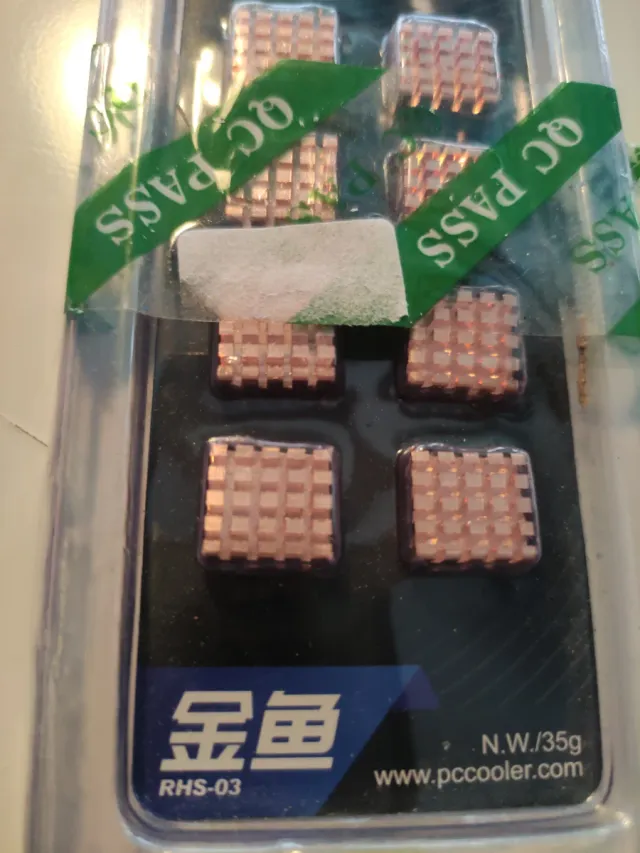 QC PASS
QC PASS
金鱼
RHS-03
N.W./35g
www.pccooler.com